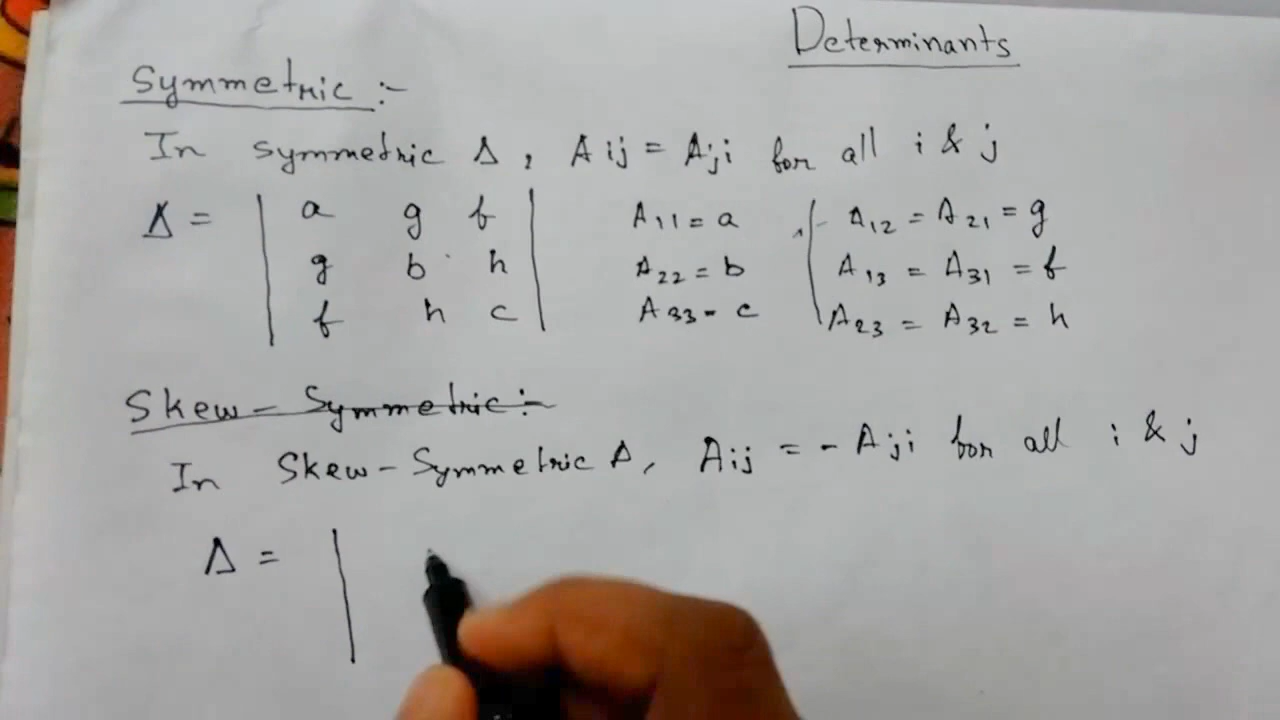 Determinants
Symmetric :-
In symmetric Δ, Aij = Aji for all i & j
Δ = | a g f | A11 = a | A12 = A21 = g
g b h A22 = b A13 = A31 = f
f h c A33 = c A23 = A32 = h
Skew-Symmetric:-
In Skew-Symmetric Δ, Aij = -Aji for all i & j
Δ = |